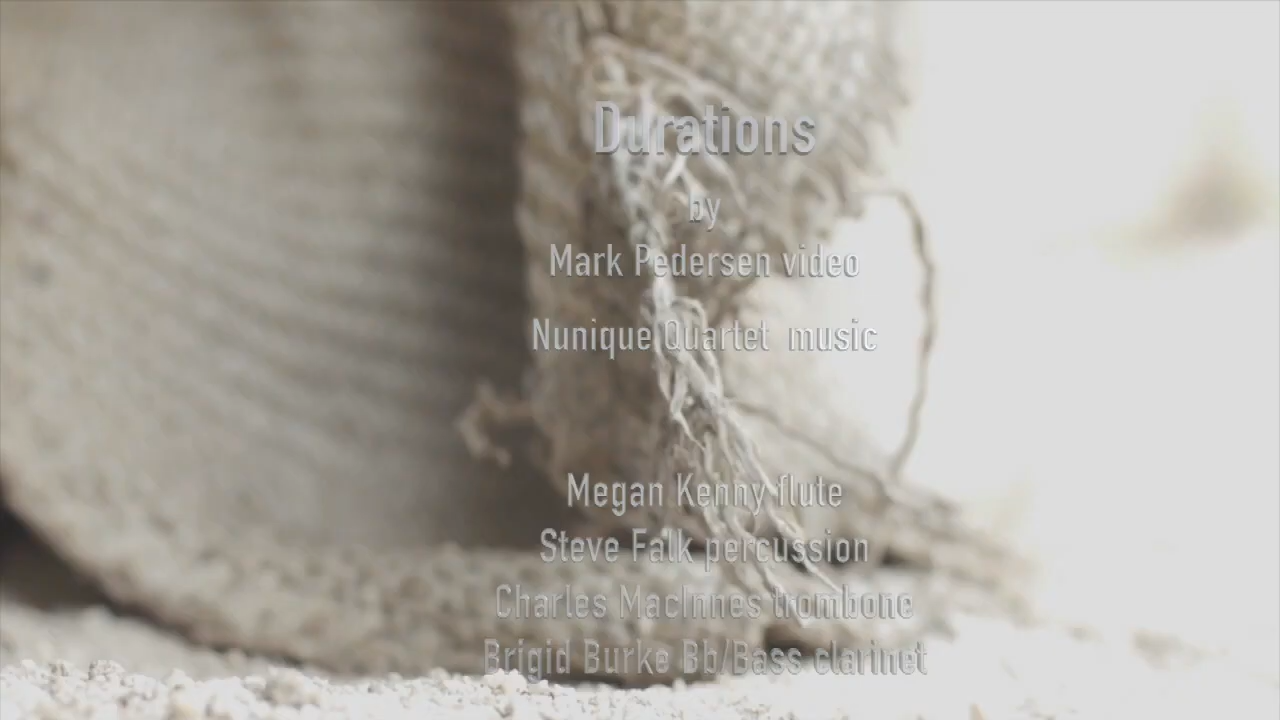 Durations
by
Mark Pedersen video
Nunique Quartet music
Megan Kenny flute
Steve Falk percussion
Charles MacInnes trombone
Brigid Burke Bb/Bass clarinet